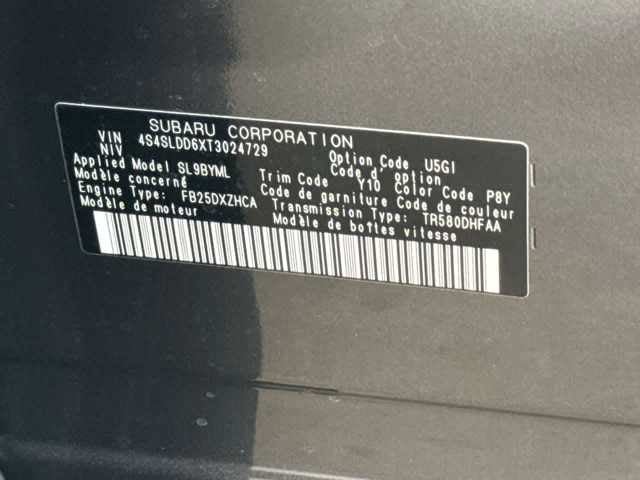 SUBARU CORPORATION
VIN 4S4SLDD6XT3024729
NIV
Option Code U5GI
Code d' option
Applied Model SL9BYML Trim Code Y10 Color Code P8Y
Modèle concerné Code de garniture Code de couleur
Engine Type: FB25DXZHCA Transmission Type: TR580DHFAA
Modèle de moteur Modèle de bottes vitesse